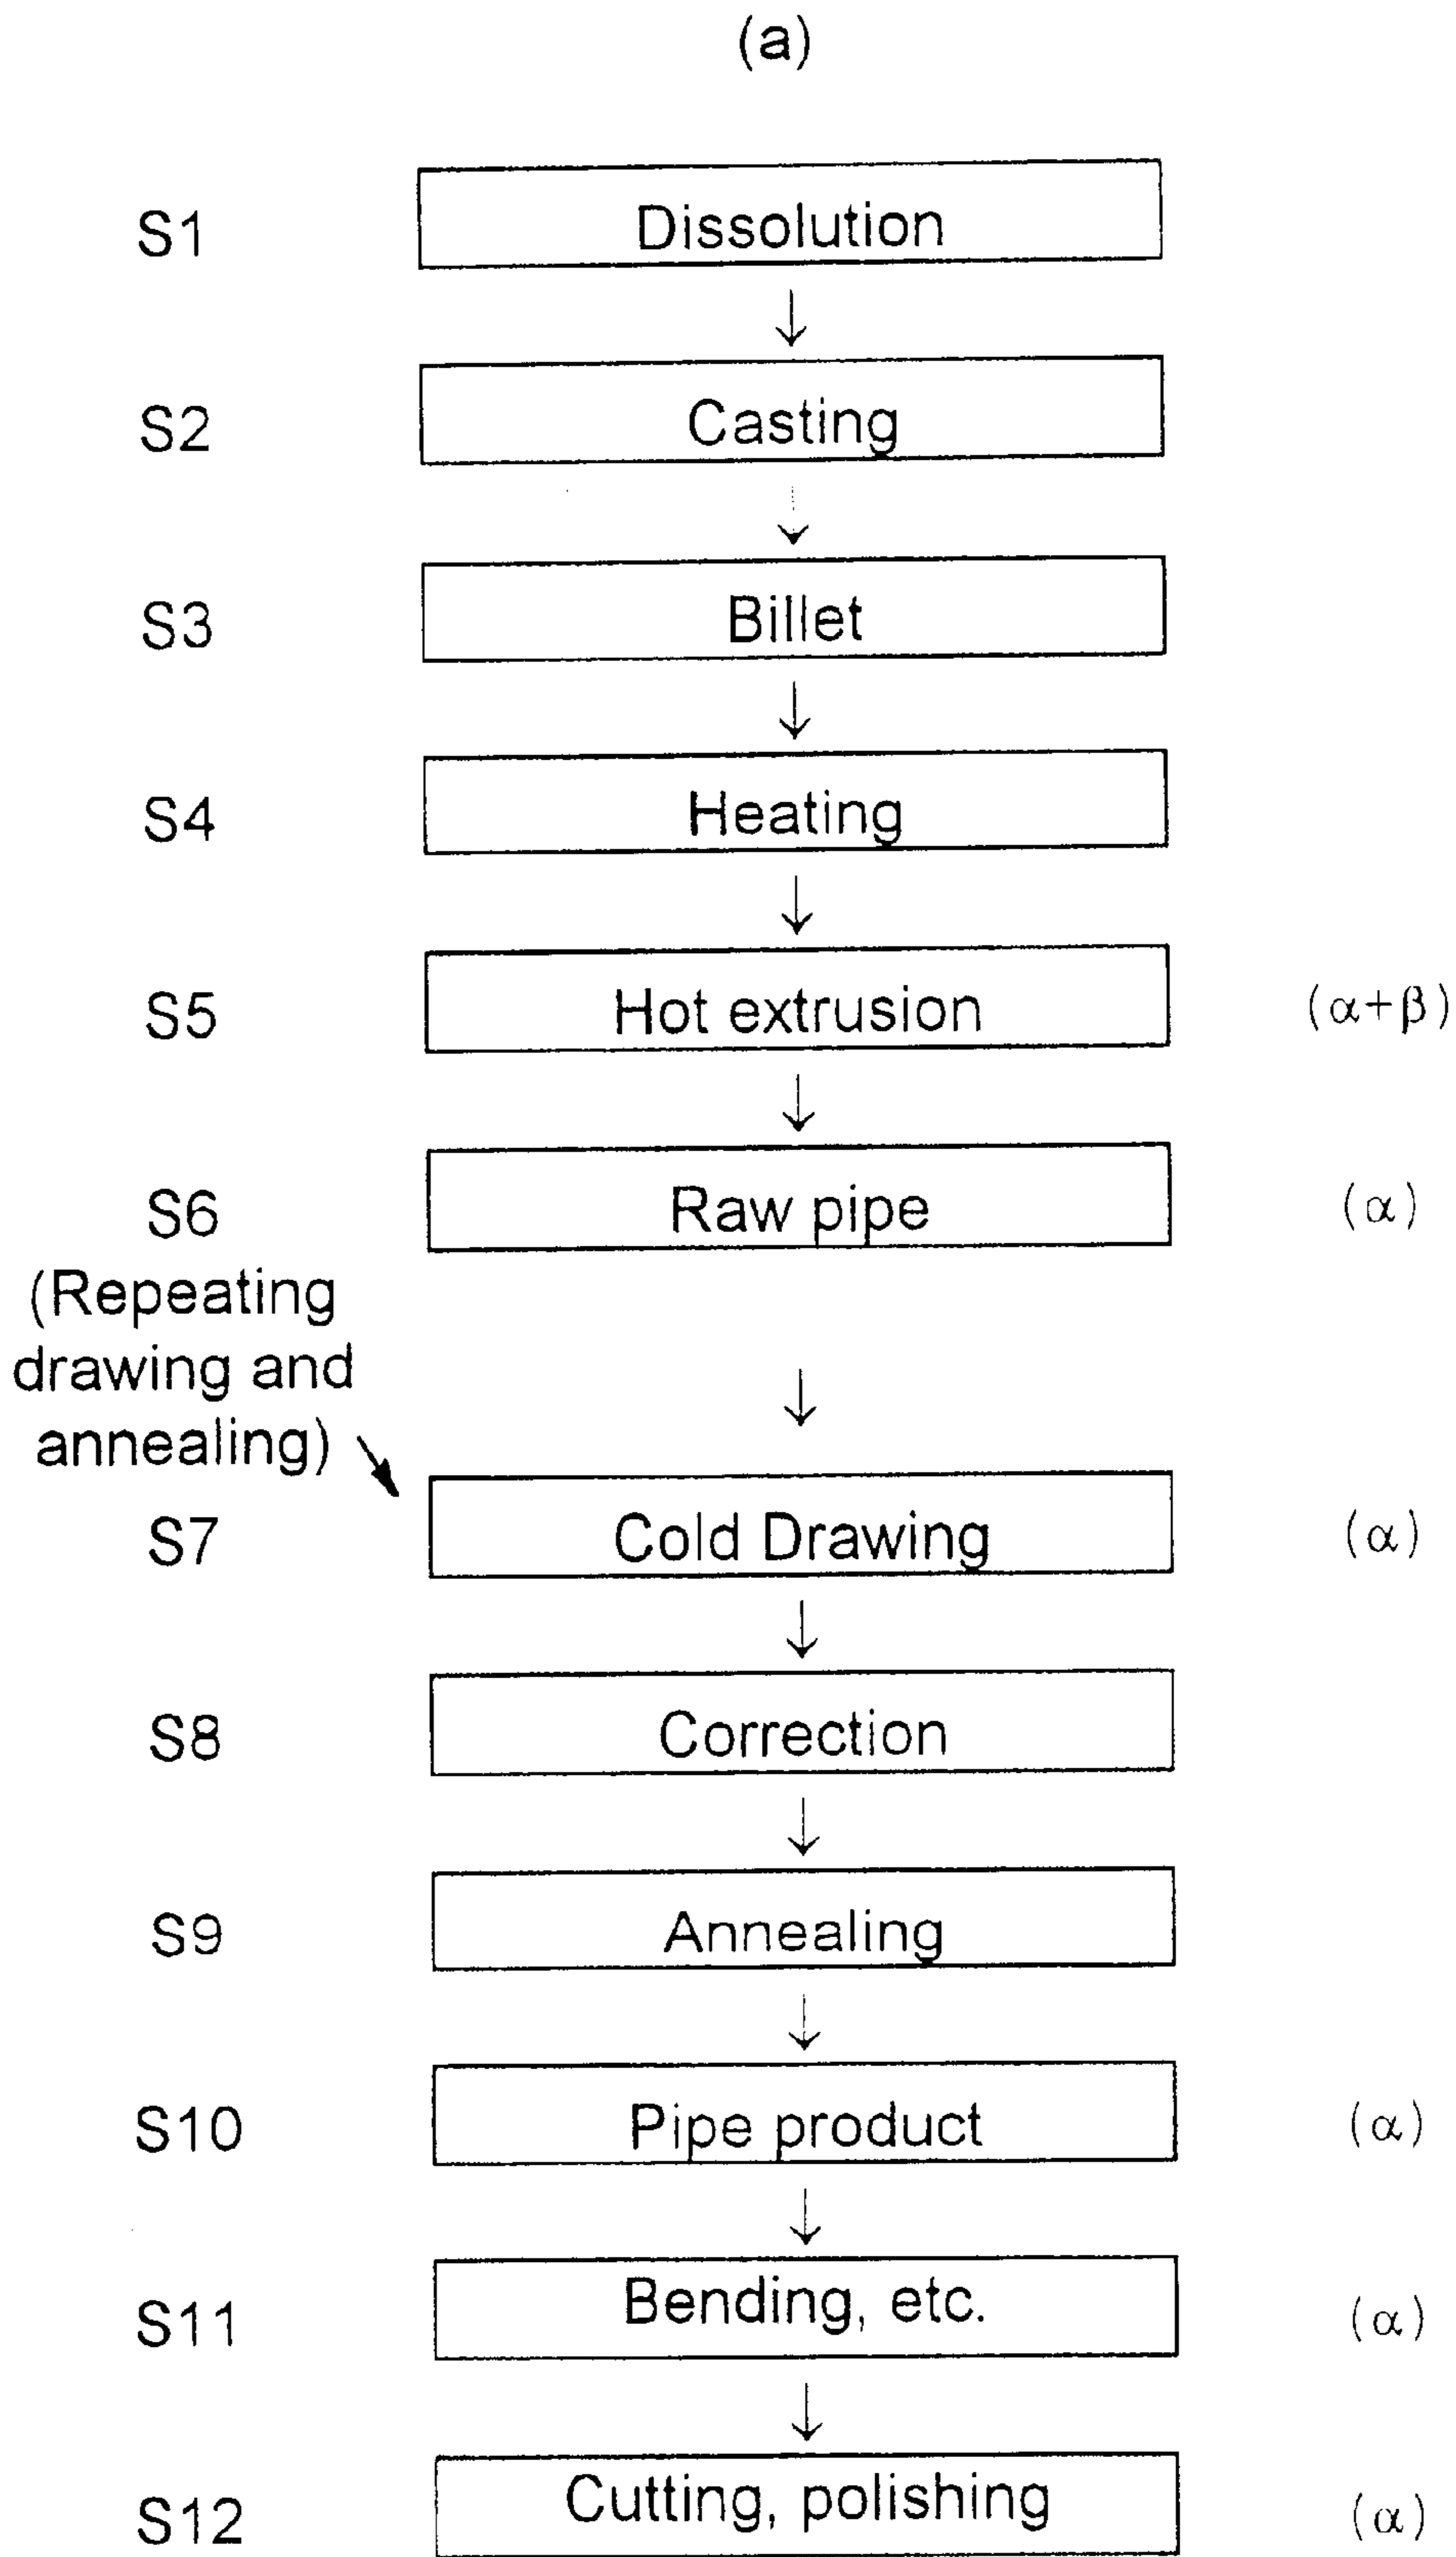 (a)
S1 Dissolution
S2 Casting
S3 Billet
S4 Heating
S5 Hot extrusion (α+β)
S6 Raw pipe (α)
(Repeating
drawing and
annealing)
S7 Cold Drawing (α)
S8 Correction
S9 Annealing
S10 Pipe product (α)
S11 Bending, etc. (α)
S12 Cutting, polishing (α)